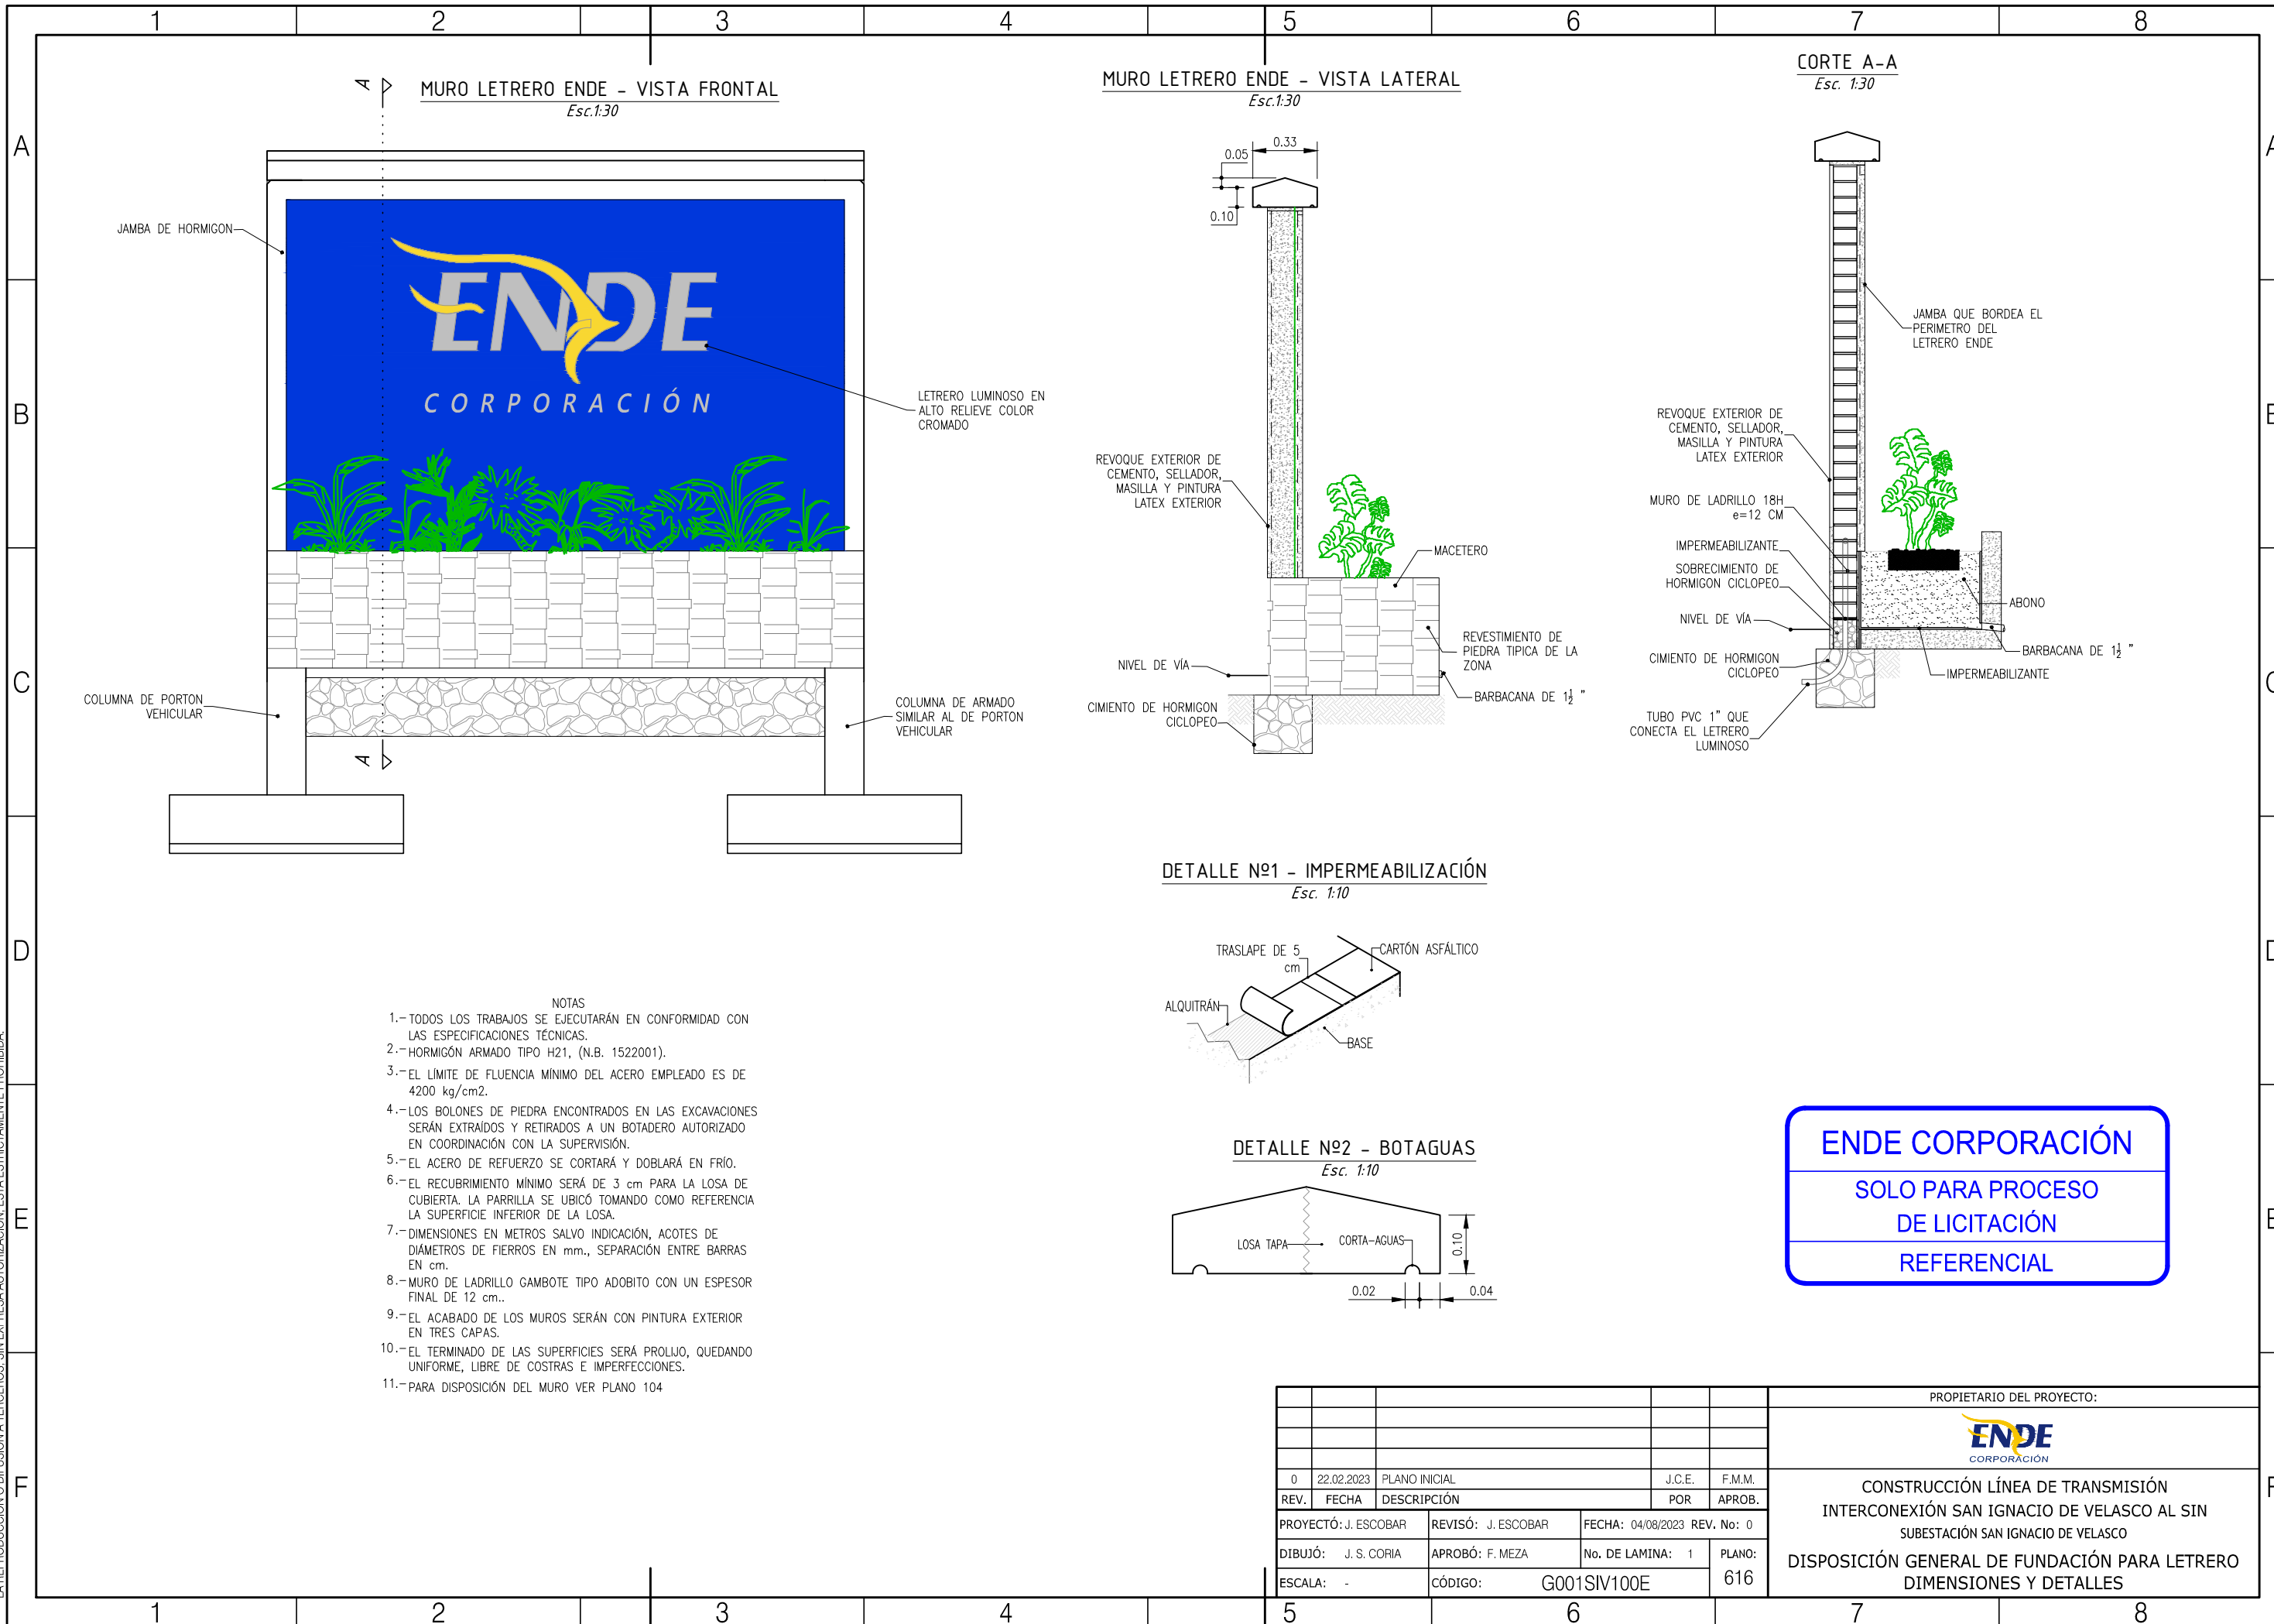 1 2 3 4 5 6 7 8
A
B
C
D
E
F
A
MURO LETRERO ENDE - VISTA FRONTAL
Esc.1:30
JAMBA DE HORMIGON
ENDE
CORPORACIÓN
LETRERO LUMINOSO EN
ALTO RELIEVE COLOR
CROMADO
COLUMNA DE PORTON
VEHICULAR
COLUMNA DE ARMADO
SIMILAR AL DE PORTON
VEHICULAR
A
MURO LETRERO ENDE - VISTA LATERAL
Esc.1:30
0.33
0.05
0.10
REVOQUE EXTERIOR DE
CEMENTO, SELLADOR,
MASILLA Y PINTURA
LATEX EXTERIOR
MACETERO
REVESTIMIENTO DE
PIEDRA TIPICA DE LA
ZONA
NIVEL DE VÍA
BARBACANA DE 1½ "
CIMIENTO DE HORMIGON
CICLOPEO
CORTE A-A
Esc. 1:30
JAMBA QUE BORDEA EL
PERIMETRO DEL
LETRERO ENDE
REVOQUE EXTERIOR DE
CEMENTO, SELLADOR,
MASILLA Y PINTURA
LATEX EXTERIOR
MURO DE LADRILLO 18H
e=12 CM
IMPERMEABILIZANTE
SOBRECIMIENTO DE
HORMIGON CICLOPEO
NIVEL DE VÍA
CIMIENTO DE HORMIGON
CICLOPEO
TUBO PVC 1" QUE
CONECTA EL LETRERO
LUMINOSO
ABONO
BARBACANA DE 1½ "
IMPERMEABILIZANTE
DETALLE Nº1 - IMPERMEABILIZACIÓN
Esc. 1:10
TRASLAPE DE 5
cm
CARTÓN ASFÁLTICO
ALQUITRÁN
BASE
DETALLE Nº2 - BOTAGUAS
Esc. 1:10
LOSA TAPA
CORTA-AGUAS
0.10
0.02
0.04
NOTAS
1.- TODOS LOS TRABAJOS SE EJECUTARÁN EN CONFORMIDAD CON
LAS ESPECIFICACIONES TÉCNICAS.
2.- HORMIGÓN ARMADO TIPO H21, (N.B. 1522001).
3.- EL LÍMITE DE FLUENCIA MÍNIMO DEL ACERO EMPLEADO ES DE
4200 kg/cm2.
4.- LOS BOLONES DE PIEDRA ENCONTRADOS EN LAS EXCAVACIONES
SERÁN EXTRAÍDOS Y RETIRADOS A UN BOTADERO AUTORIZADO
EN COORDINACIÓN CON LA SUPERVISIÓN.
5.- EL ACERO DE REFUERZO SE CORTARÁ Y DOBLARÁ EN FRÍO.
6.- EL RECUBRIMIENTO MÍNIMO SERÁ DE 3 cm PARA LA LOSA DE
CUBIERTA. LA PARRILLA SE UBICÓ TOMANDO COMO REFERENCIA
LA SUPERFICIE INFERIOR DE LA LOSA.
7.- DIMENSIONES EN METROS SALVO INDICACIÓN, ACOTES DE
DIÁMETROS DE FIERROS EN mm., SEPARACIÓN ENTRE BARRAS
EN cm.
8.- MURO DE LADRILLO GAMBOTE TIPO ADOBITO CON UN ESPESOR
FINAL DE 12 cm..
9.- EL ACABADO DE LOS MUROS SERÁN CON PINTURA EXTERIOR
EN TRES CAPAS.
10.- EL TERMINADO DE LAS SUPERFICIES SERÁ PROLIJO, QUEDANDO
UNIFORME, LIBRE DE COSTRAS E IMPERFECCIONES.
11.- PARA DISPOSICIÓN DEL MURO VER PLANO 104
ENDE CORPORACIÓN
SOLO PARA PROCESO
DE LICITACIÓN
REFERENCIAL
0 22.02.2023 PLANO INICIAL J.C.E. F.M.M.
REV. FECHA DESCRIPCIÓN POR APROB.
PROYECTÓ: J. ESCOBAR REVISÓ: J. ESCOBAR FECHA: 04/08/2023 REV. No: 0
DIBUJÓ: J. S. CORIA APROBÓ: F. MEZA No. DE LAMINA: 1 PLANO:
ESCALA: - CÓDIGO: G001SIV100E 616
PROPIETARIO DEL PROYECTO:
ENDE
CORPORACIÓN
CONSTRUCCIÓN LÍNEA DE TRANSMISIÓN
INTERCONEXIÓN SAN IGNACIO DE VELASCO AL SIN
SUBESTACIÓN SAN IGNACIO DE VELASCO
DISPOSICIÓN GENERAL DE FUNDACIÓN PARA LETRERO
DIMENSIONES Y DETALLES
1 2 3 4 5 6 7 8